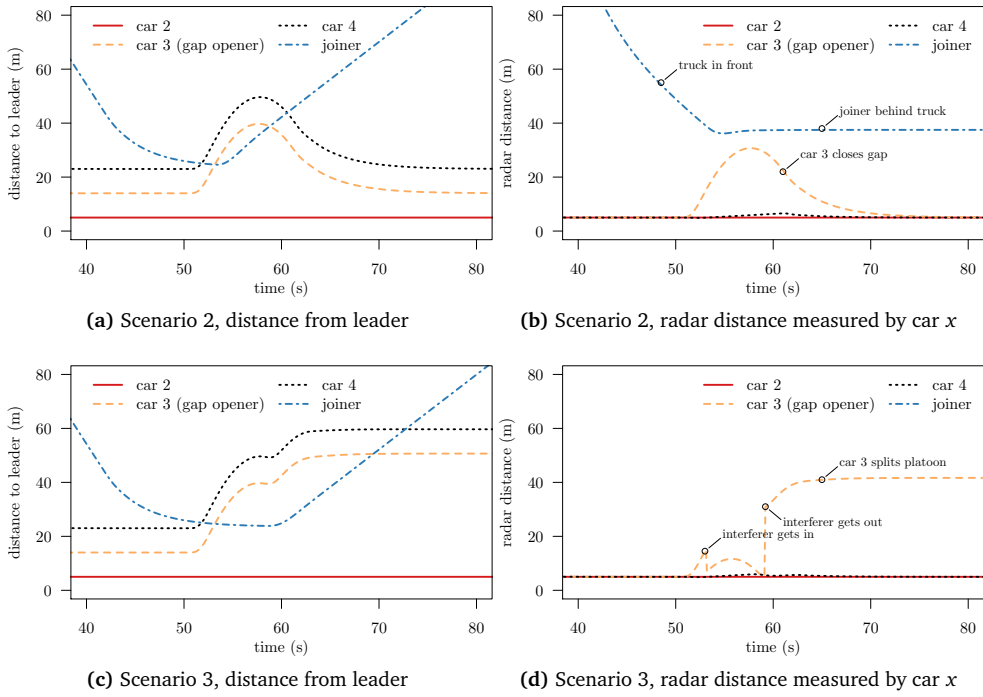 car 2
car 3 (gap opener)
car 4
joiner
distance to leader (m)
80
60
40
20
0
40 50 60 70 80
time (s)
(a) Scenario 2, distance from leader
car 2
car 3 (gap opener)
car 4
joiner
radar distance (m)
80
60
40
20
0
truck in front
joiner behind truck
car 3 closes gap
40 50 60 70 80
time (s)
(b) Scenario 2, radar distance measured by car x
car 2
car 3 (gap opener)
car 4
joiner
distance to leader (m)
80
60
40
20
0
40 50 60 70 80
time (s)
(c) Scenario 3, distance from leader
car 2
car 3 (gap opener)
car 4
joiner
radar distance (m)
80
60
40
20
0
car 3 splits platoon
interferer gets out
interferer gets in
40 50 60 70 80
time (s)
(d) Scenario 3, radar distance measured by car x